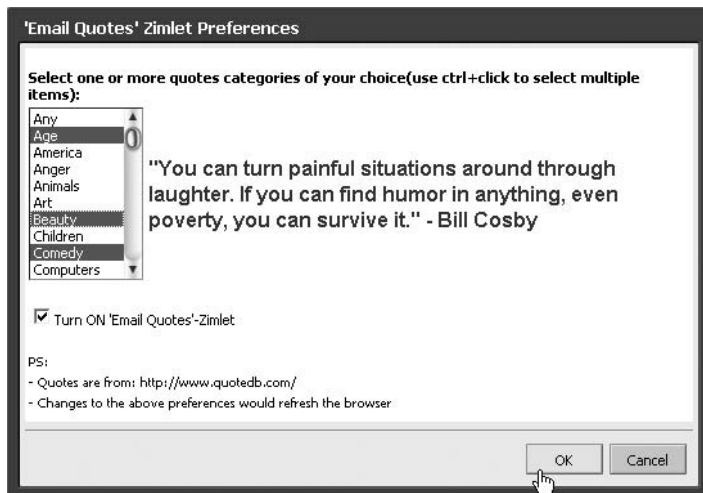 'Email Quotes' Zimlet Preferences
Select one or more quotes categories of your choice(use ctrl+click to select multiple
items):
Any
Age
America
Anger
Animals
Art
Beauty
Children
Comedy
Computers
"You can turn painful situations around through
laughter. If you can find humor in anything, even
poverty, you can survive it." - Bill Cosby
Turn ON 'Email Quotes'-Zimlet
PS:
- Quotes are from: http://www.quotedb.com/
- Changes to the above preferences would refresh the browser
OK
Cancel